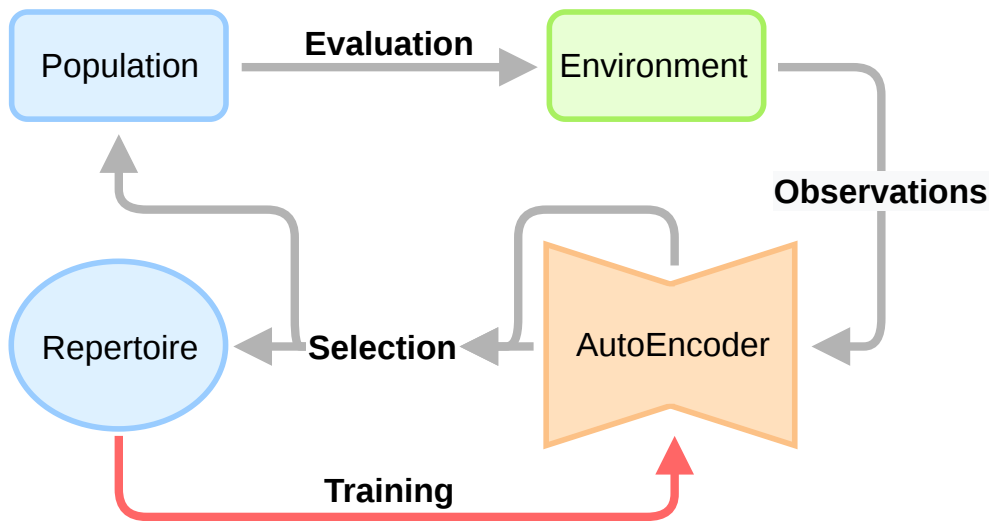 Evaluation
Population
Environment
Observations
Repertoire
Selection
AutoEncoder
Training